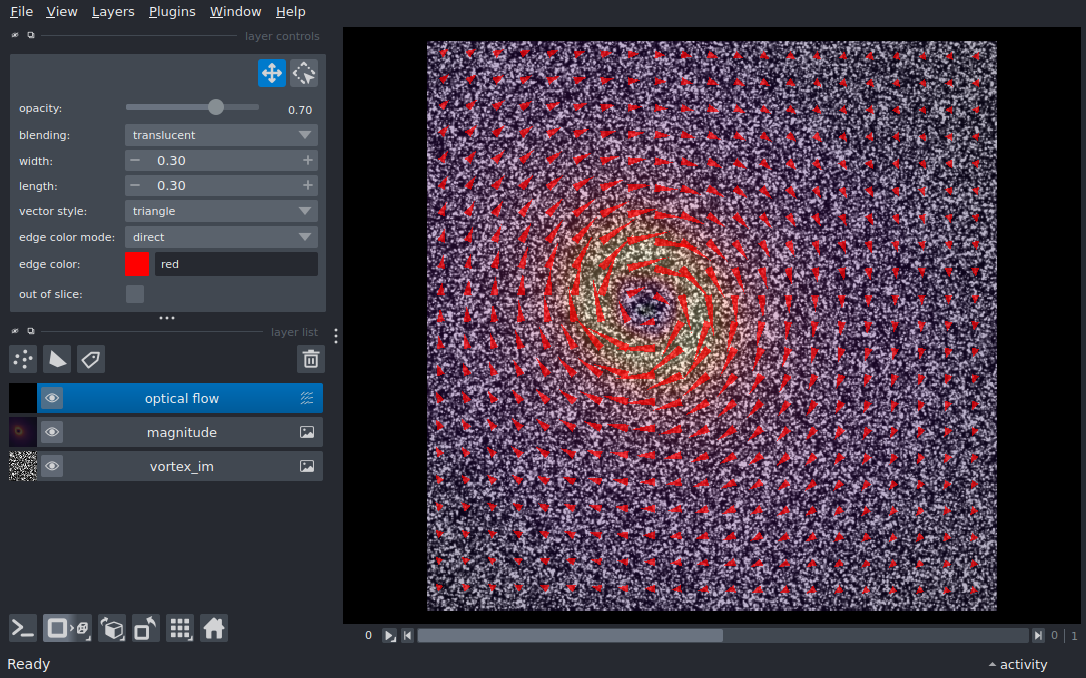 File View Layers Plugins Window Help
layer controls
opacity: 0.70
blending: translucent
width: 0.30
length: 0.30
vector style: triangle
edge color mode: direct
edge color: red
out of slice:
layer list
optical flow
magnitude
vortex_im
0 0 | 1
Ready activity